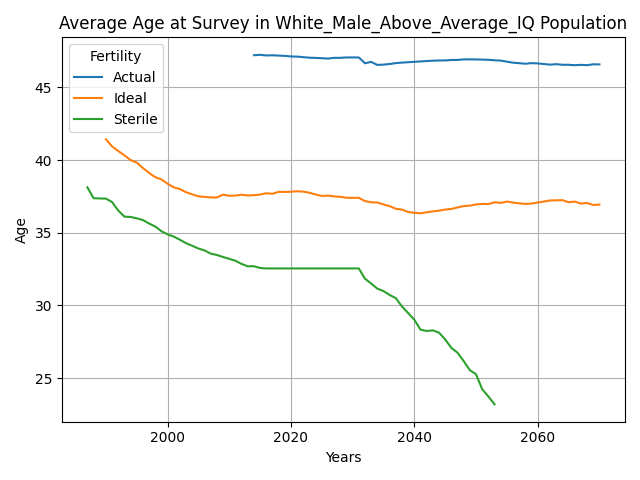 Average Age at Survey in White_Male_Above_Average_IQ Population
Fertility
Actual
Ideal
Sterile
45
40
35
30
25
Age
2000 2020 2040 2060
Years